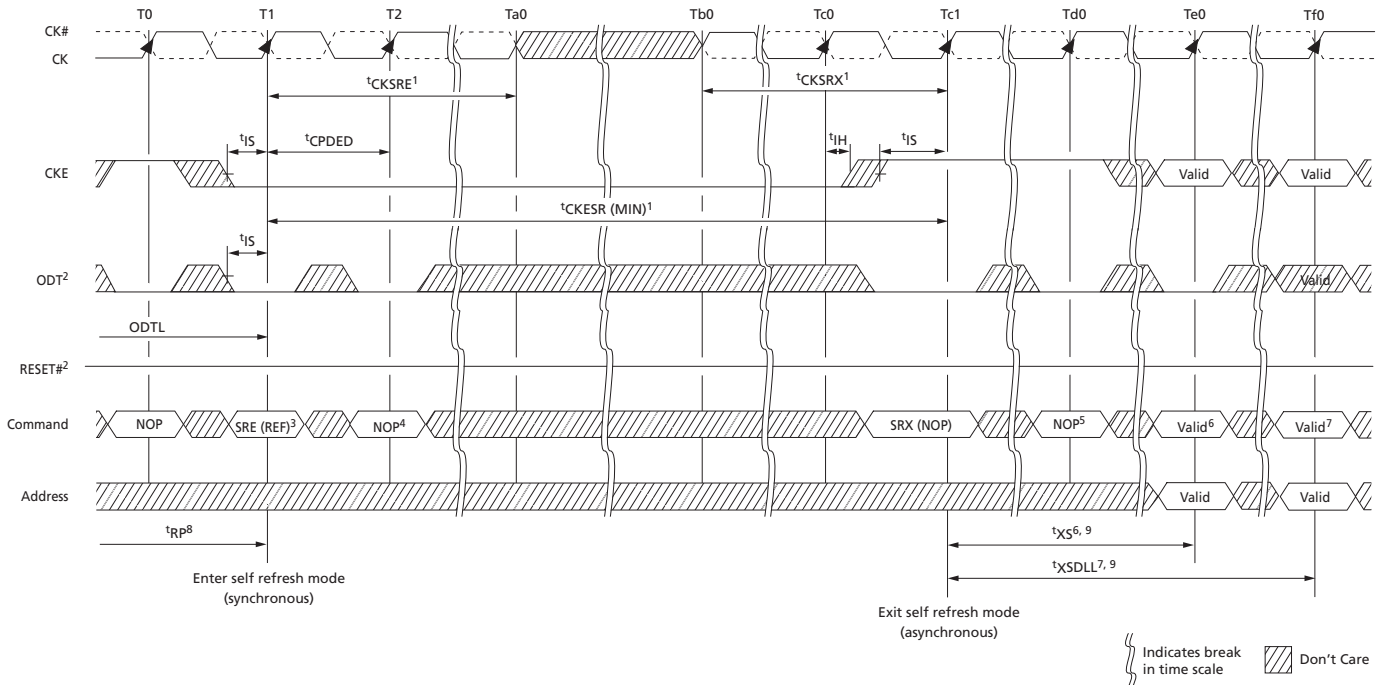 T0 T1 T2 Ta0 Tb0 Tc0 Tc1 Td0 Te0 Tf0
CK#
CK
tCKSRE1 tCKSRX1
tIS tCPDED tIH tIS
CKE Valid Valid
tCKESR (MIN)1
tIS
ODT2 Valid
ODTL
RESET#2
Command NOP SRE (REF)3 NOP4 SRX (NOP) NOP5 Valid6 Valid7
Address Valid Valid
tRP8 tXS6, 9
Enter self refresh mode
(synchronous)
tXSDLL7, 9
Exit self refresh mode
(asynchronous)
Indicates break
in time scale
Don't Care